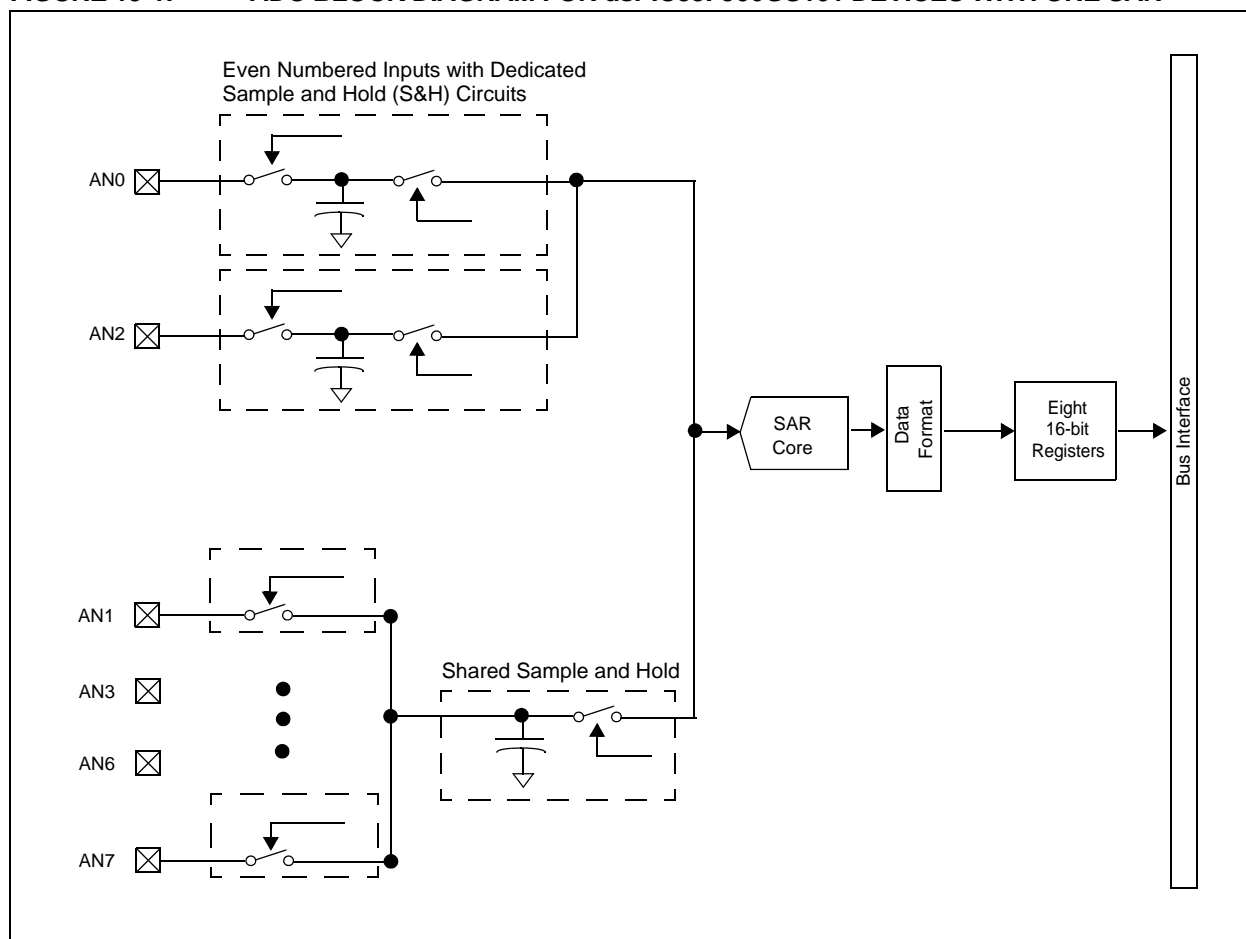 Even Numbered Inputs with Dedicated
Sample and Hold (S&H) Circuits
AN0
AN2
SAR
Core
Data
Format
Eight
16-bit
Registers
Bus Interface
AN1
Shared Sample and Hold
AN3
AN6
AN7